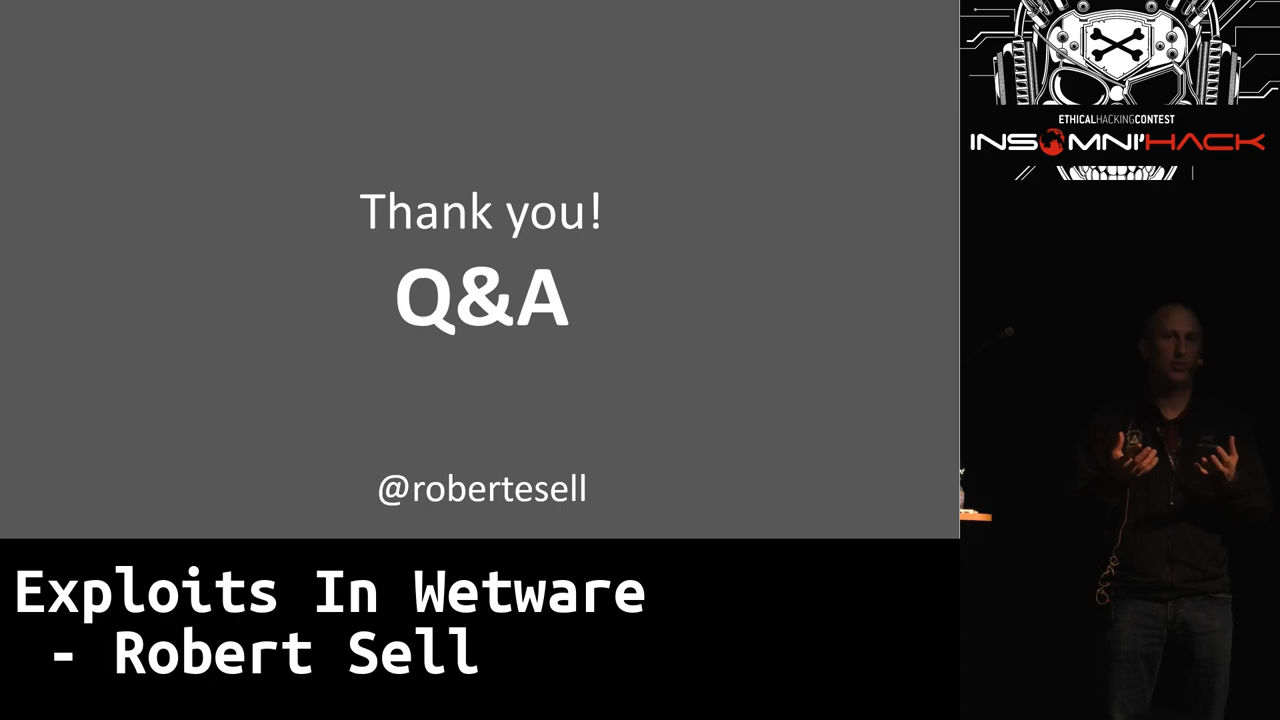 Thank you!
Q&A
@robertesell
Exploits In Wetware
- Robert Sell
ETHICALHACKINGCONTEST
INSOMNI'HACK